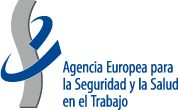 Agencia Europea para
la Seguridad y la Salud
en el Trabajo